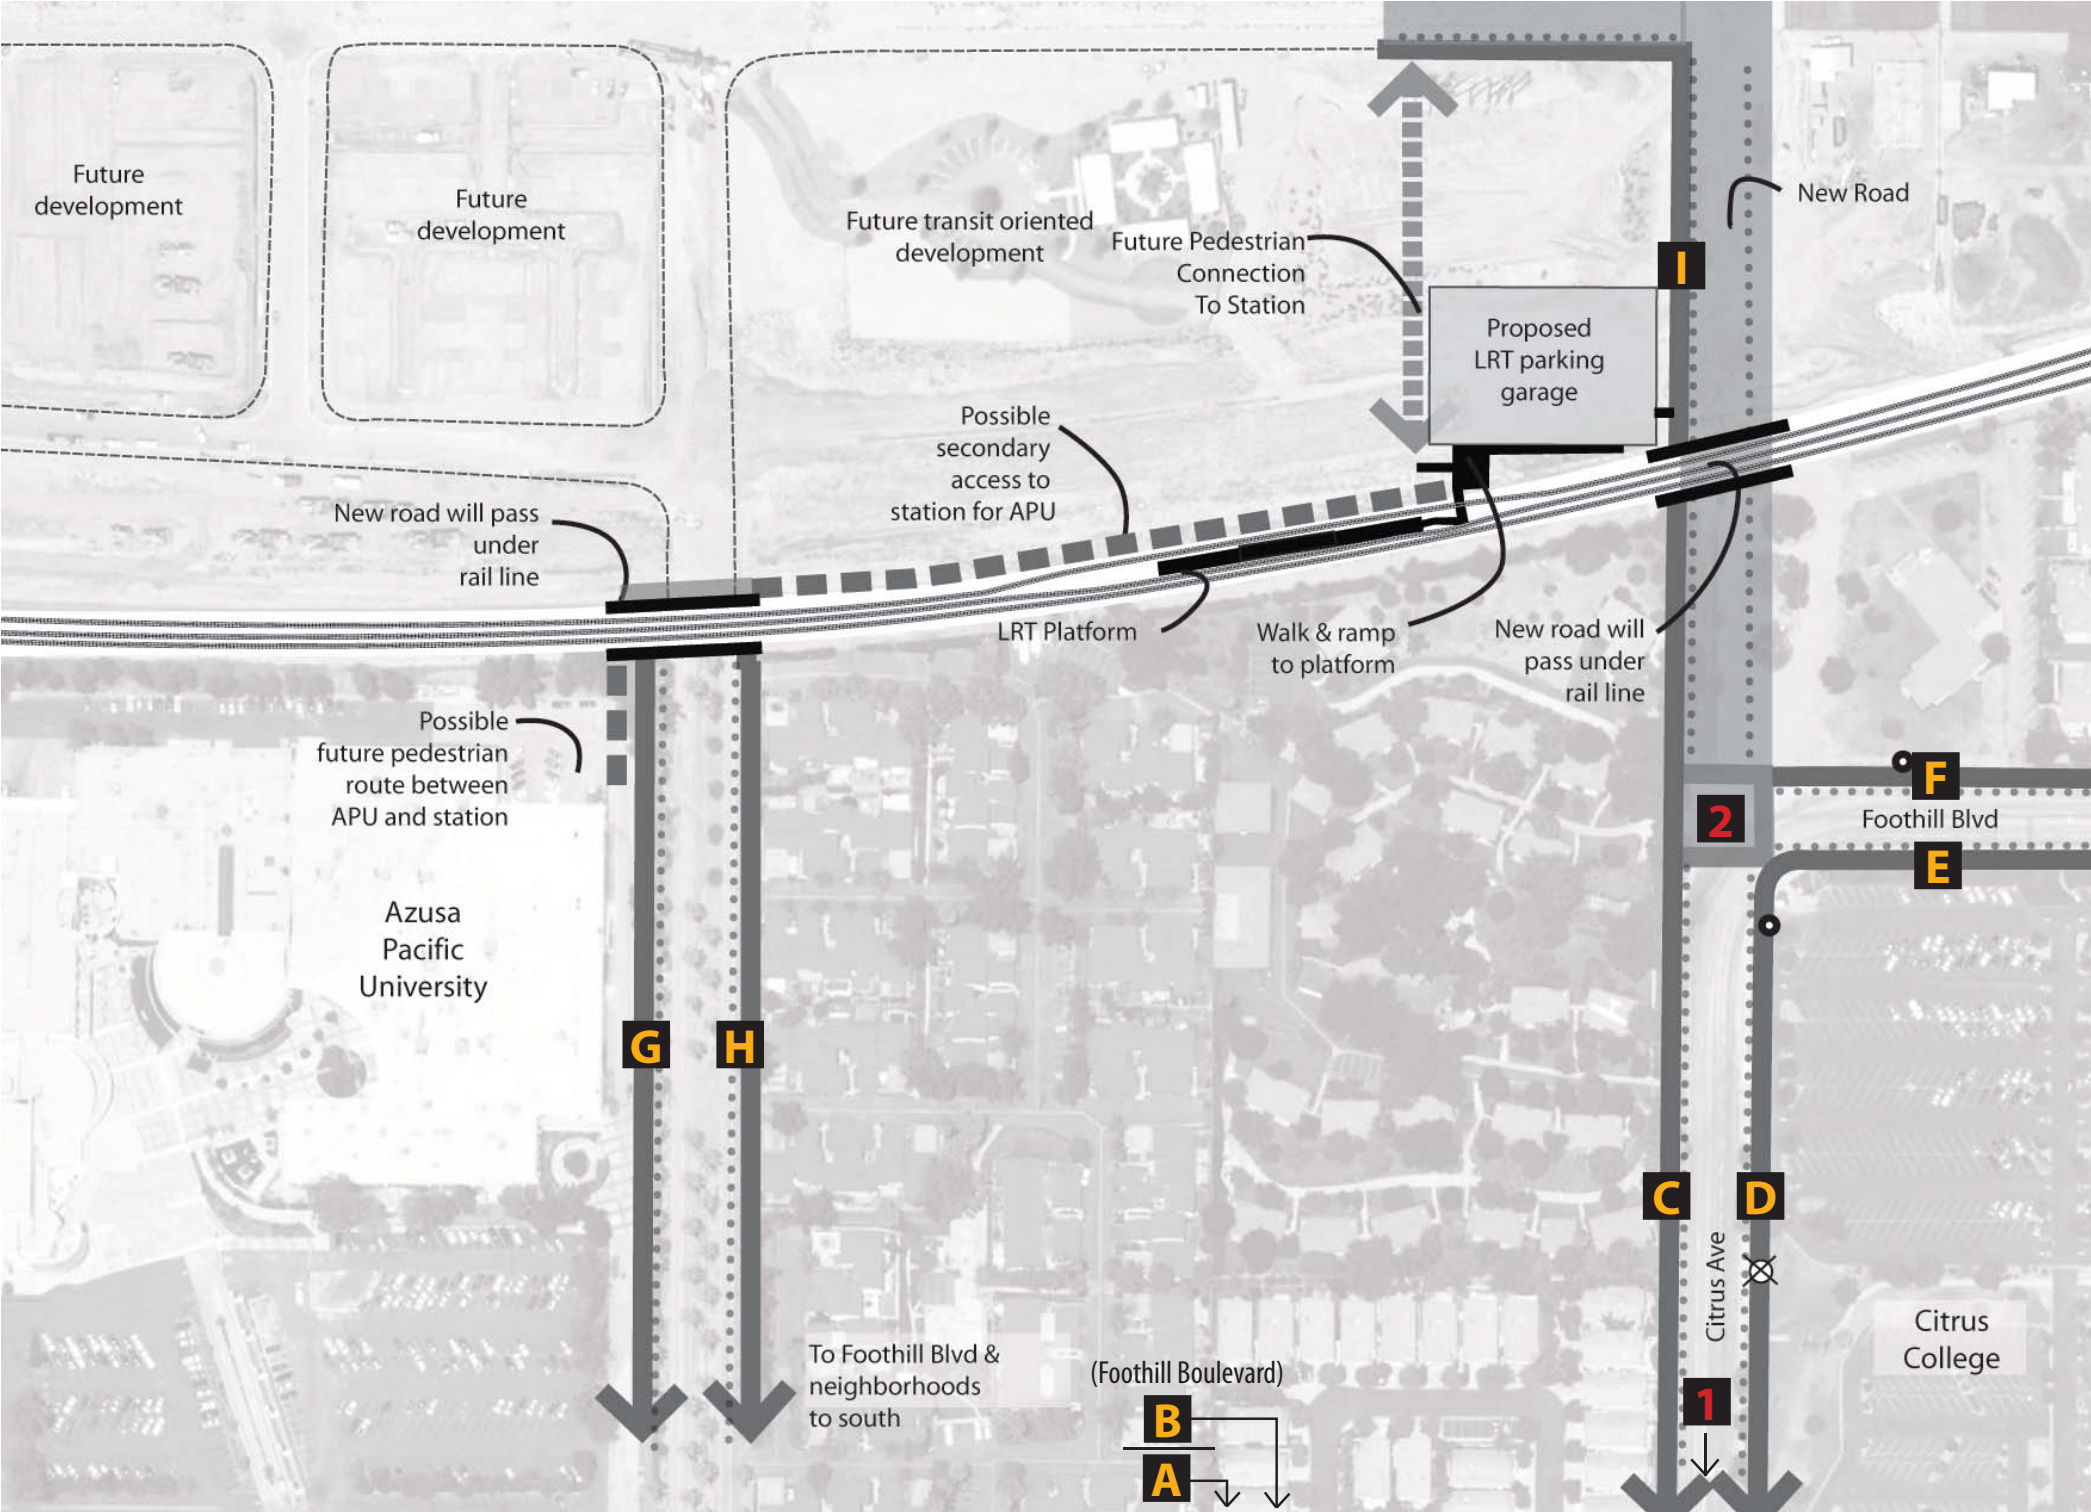 Future
development
Future
development
Future transit oriented
development
Future Pedestrian
Connection
To Station
New Road
I
Proposed
LRT parking
garage
Possible
secondary
access to
station for APU
New road will pass
under
rail line
LRT Platform
Walk & ramp
to platform
New road will
pass under
rail line
Possible
future pedestrian
route between
APU and station
F
2
Foothill Blvd
E
Azusa
Pacific
University
G
H
C
D
Citrus Ave
Citrus
College
To Foothill Blvd &
neighborhoods
to south
(Foothill Boulevard)
B
A
1